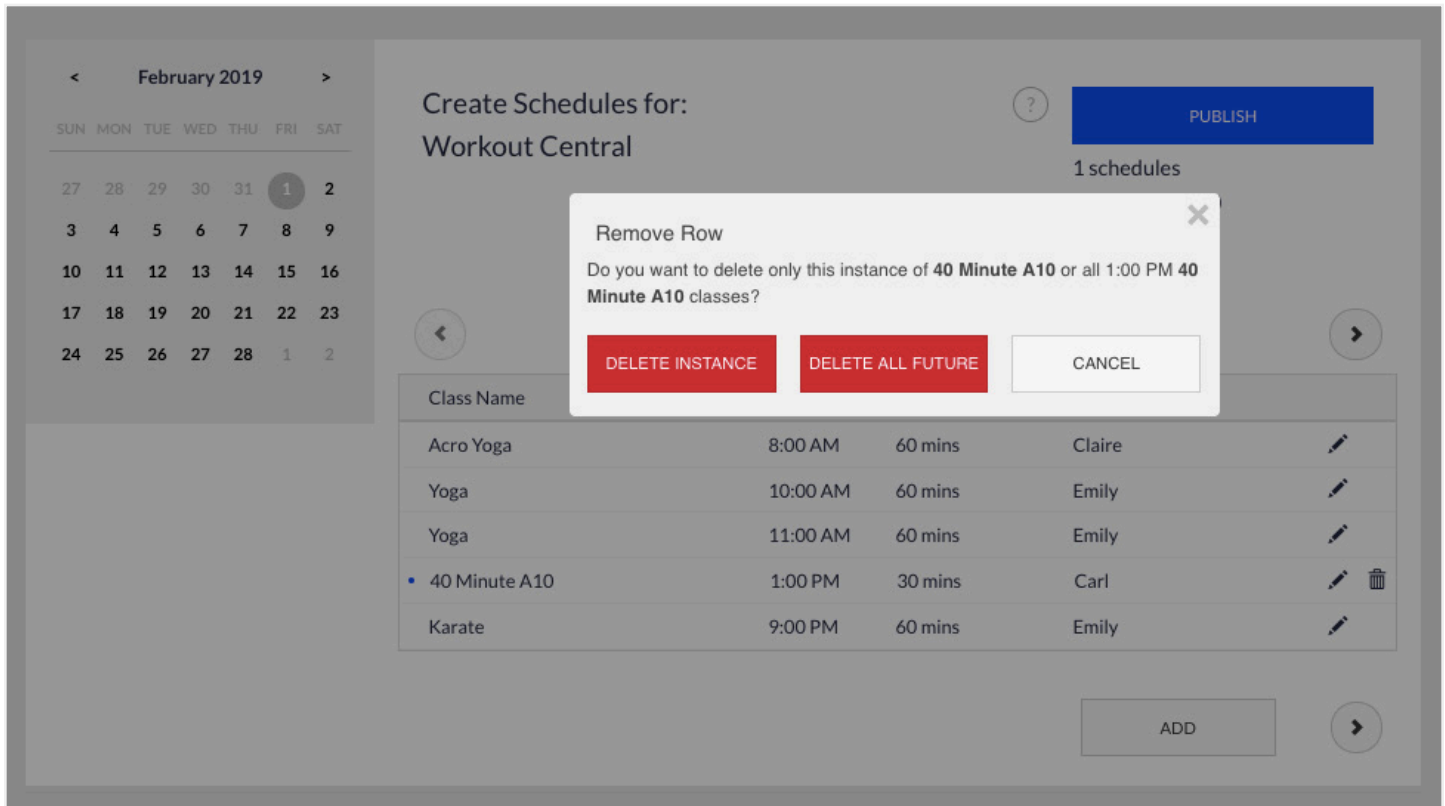 < February 2019 >
SUN MON TUE WED THU FRI SAT
27 28 29 30 31 1 2
3 4 5 6 7 8 9
10 11 12 13 14 15 16
17 18 19 20 21 22 23
24 25 26 27 28 1 2
Create Schedules for:
Workout Central
?
PUBLISH
1 schedules
Remove Row
Do you want to delete only this instance of 40 Minute A10 or all 1:00 PM 40
Minute A10 classes?
DELETE INSTANCE DELETE ALL FUTURE CANCEL
Class Name
Acro Yoga 8:00 AM 60 mins Claire
Yoga 10:00 AM 60 mins Emily
Yoga 11:00 AM 60 mins Emily
40 Minute A10 1:00 PM 30 mins Carl
Karate 9:00 PM 60 mins Emily
ADD